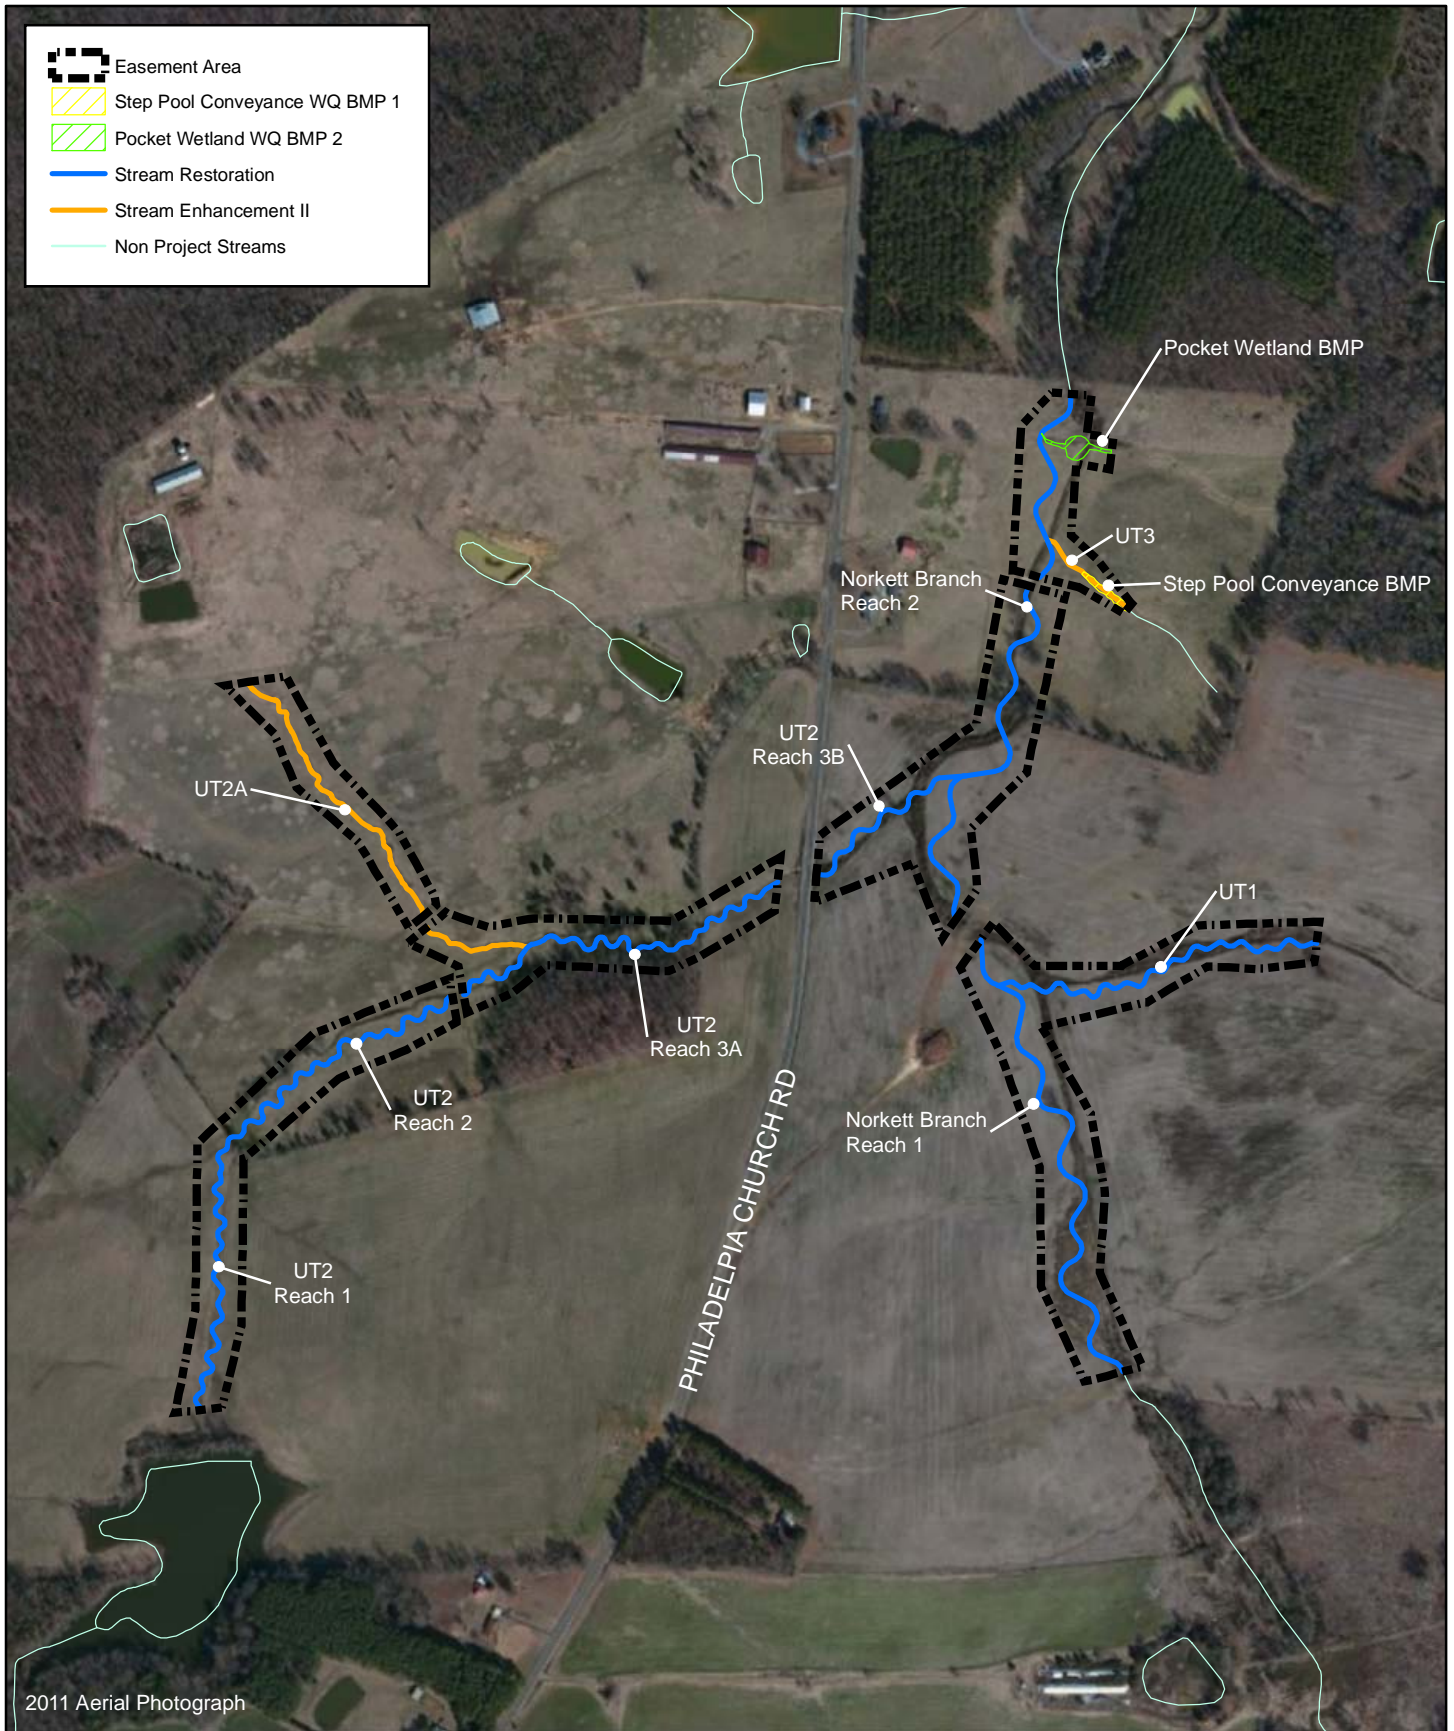 Easement Area
Step Pool Conveyance WQ BMP 1
Pocket Wetland WQ BMP 2
Stream Restoration
Stream Enhancement II
Non Project Streams
Pocket Wetland BMP
UT3
Step Pool Conveyance BMP
Norkett Branch
Reach 2
UT2
Reach 3B
UT2A
UT1
UT2
Reach 3A
UT2
Reach 2
Norkett Branch
Reach 1
PHILADELPIA CHURCH RD
UT2
Reach 1
2011 Aerial Photograph